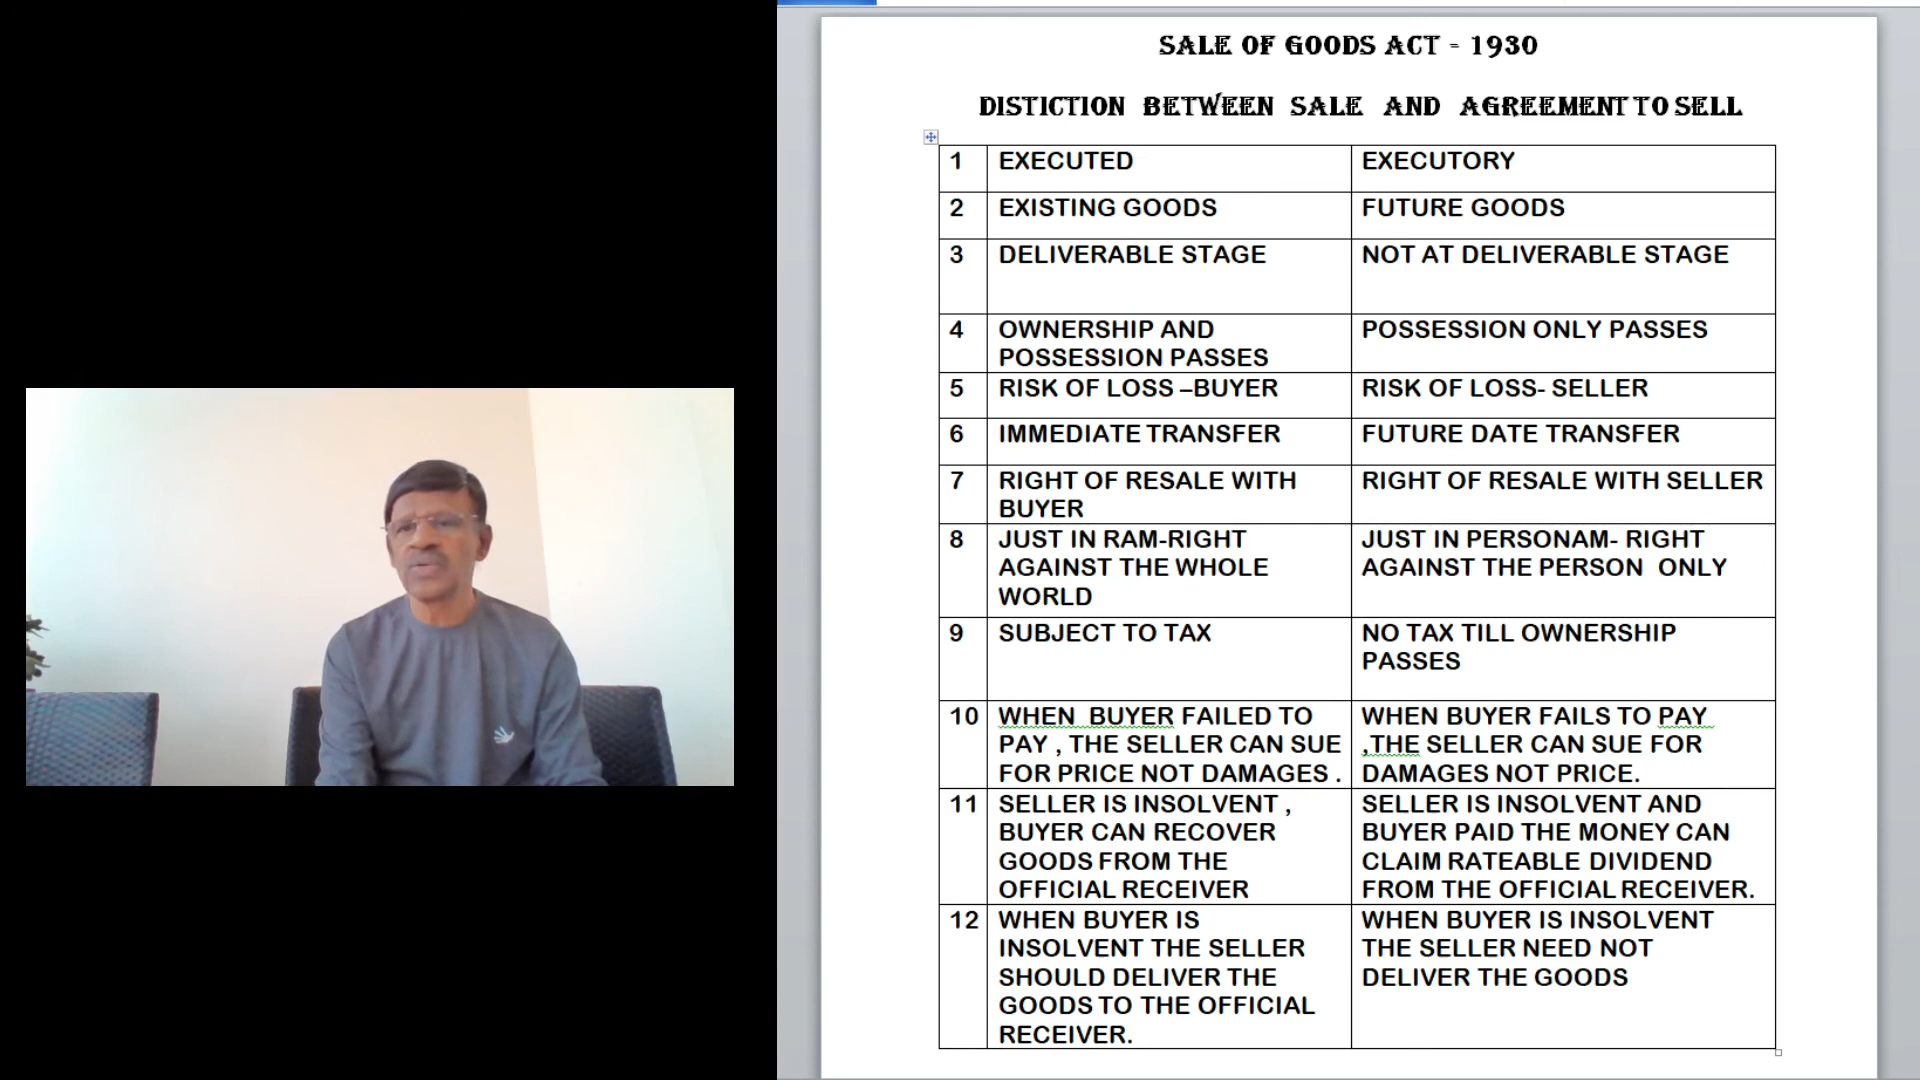 SALE OF GOODS ACT - 1930
DISTICTION BETWEEN SALE AND AGREEMENT TO SELL
1 EXECUTED EXECUTORY
2 EXISTING GOODS FUTURE GOODS
3 DELIVERABLE STAGE NOT AT DELIVERABLE STAGE
4 OWNERSHIP AND
POSSESSION PASSES
POSSESSION ONLY PASSES
5 RISK OF LOSS –BUYER RISK OF LOSS- SELLER
6 IMMEDIATE TRANSFER FUTURE DATE TRANSFER
7 RIGHT OF RESALE WITH
BUYER
RIGHT OF RESALE WITH SELLER
8 JUST IN RAM-RIGHT
AGAINST THE WHOLE
WORLD
JUST IN PERSONAM- RIGHT
AGAINST THE PERSON ONLY
9 SUBJECT TO TAX
NO TAX TILL OWNERSHIP
PASSES
10 WHEN BUYER FAILED TO
PAY , THE SELLER CAN SUE
FOR PRICE NOT DAMAGES .
WHEN BUYER FAILS TO PAY
,THE SELLER CAN SUE FOR
DAMAGES NOT PRICE.
11 SELLER IS INSOLVENT ,
BUYER CAN RECOVER
GOODS FROM THE
OFFICIAL RECEIVER
SELLER IS INSOLVENT AND
BUYER PAID THE MONEY CAN
CLAIM RATEABLE DIVIDEND
FROM THE OFFICIAL RECEIVER.
12 WHEN BUYER IS
INSOLVENT THE SELLER
SHOULD DELIVER THE
GOODS TO THE OFFICIAL
RECEIVER.
WHEN BUYER IS INSOLVENT
THE SELLER NEED NOT
DELIVER THE GOODS